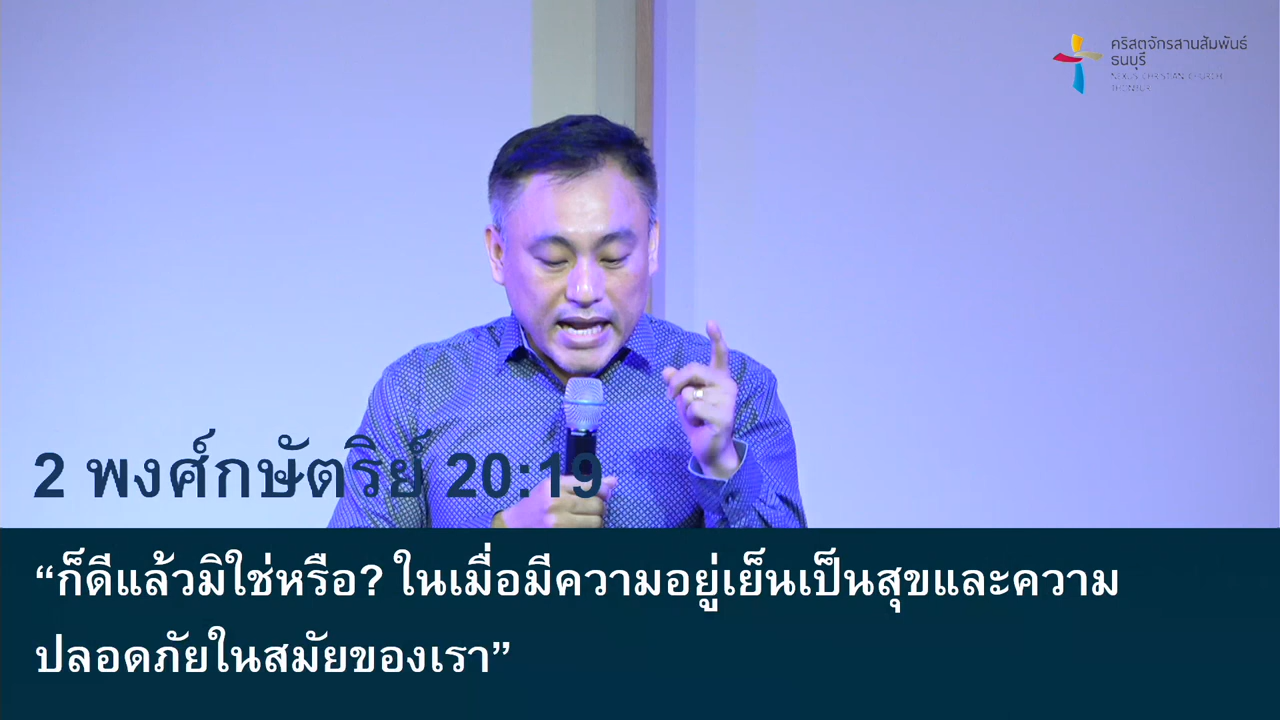 คริสตจักรสานสัมพันธ์
ธนบุรี
NEXUS CHRISTIAN CHURCH
THONBURI
2 พงศ์กษัตริย์ 20:19
“ก็ดีแล้วมิใช่หรือ? ในเมื่อมีความอยู่เย็นเป็นสุขและความ
ปลอดภัยในสมัยของเรา”